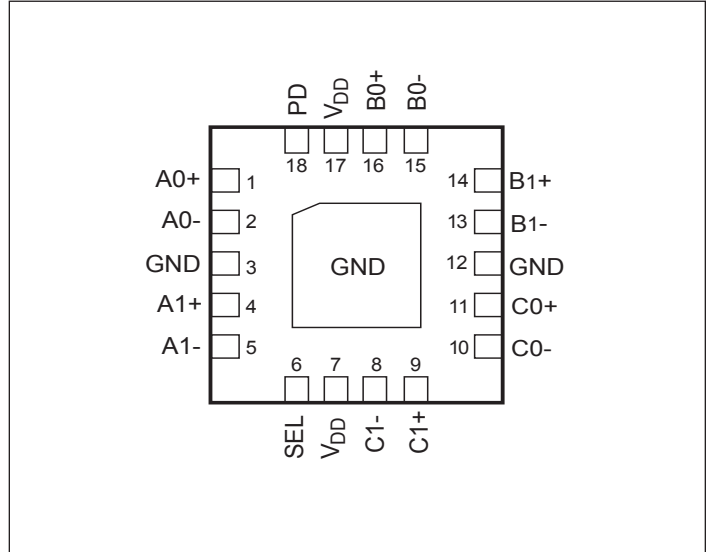 PD VDD B0+ B0-
18 17 16 15
A0+ 1 14 B1+
A0- 2 13 B1-
GND 3 GND 12 GND
A1+ 4 11 C0+
A1- 5 10 C0-
6 7 8 9
SEL VDD C1- C1+